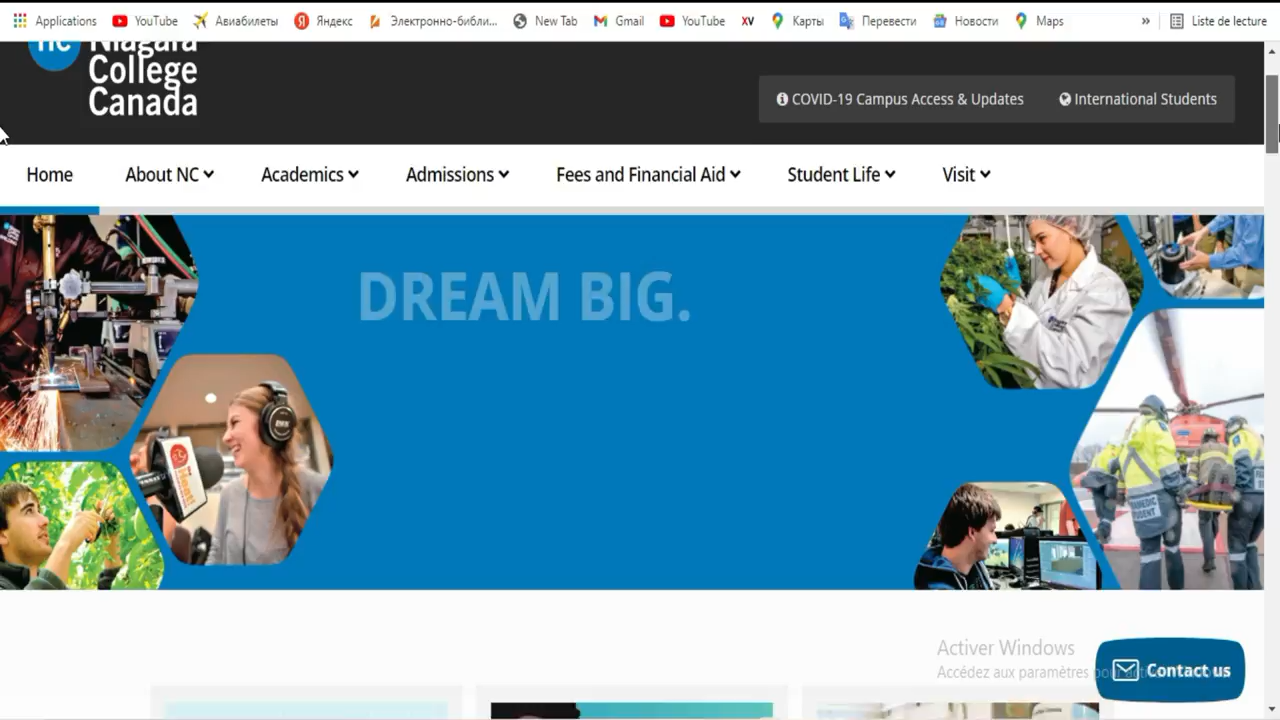 Applications YouTube Авиабилеты Яндекс Электронно-библи... New Tab Gmail YouTube XV Карты Перевести Новости Maps » Liste de lecture
nc Niagara
College
Canada
COVID-19 Campus Access & Updates International Students
Home About NC Academics Admissions Fees and Financial Aid Student Life Visit
DREAM BIG.
Activer Windows
Accédez aux paramètres
Contact us